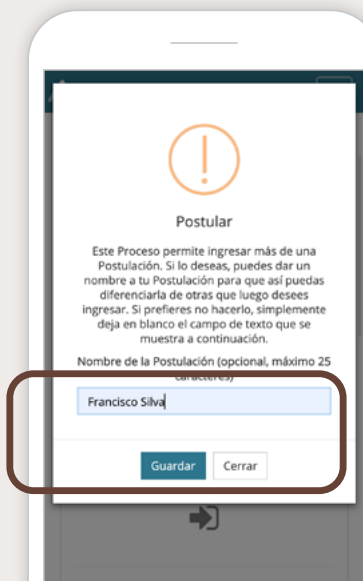 Postular
Este Proceso permite ingresar más de una
Postulación. Si lo deseas, puedes dar un
nombre a tu Postulación para que así puedas
diferenciarla de otras que luego desees
ingresar. Si prefieres no hacerlo, simplemente
deja en blanco el campo de texto que se
muestra a continuación.
Nombre de la Postulación (opcional, máximo 25
caracteres)
Francisco Silva
Guardar Cerrar